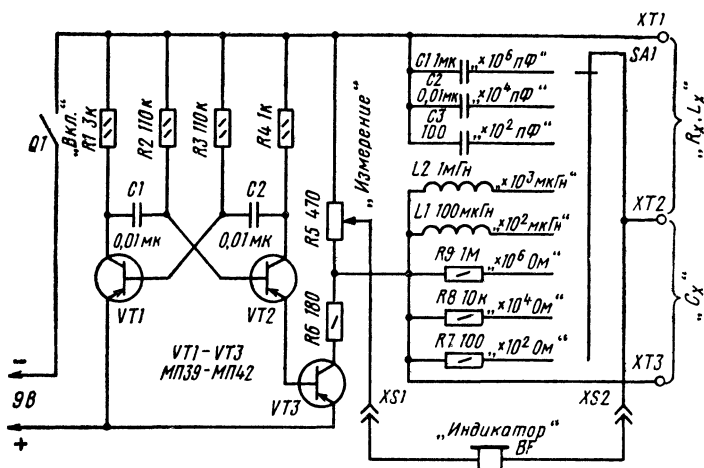 XT1
SA1
C1 1мк „×10⁶ пФ“
C2
0,01мк „×10⁴ пФ“
C3
100 „×10² пФ“
Q1
„Вкл.“
R1 3к
R2 110к
R3 110к
R4 1к
„Измерение“
„Rx, Lx“
L2 1мГн „×10³ мкГн“
C1
C2
R5 470
L1 100мкГн „×10² мкГн“
XT2
0,01мк
0,01мк
R9 1М „×10⁶ Ом“
VT1
VT2
R6 180
R8 10к „×10⁴ Ом“
„Cx“
VT1-VT3
МП39-МП42
R7 100 „×10² Ом“
XT3
-
9В
+
VT3
XS1
XS2
„Индикатор“
BF